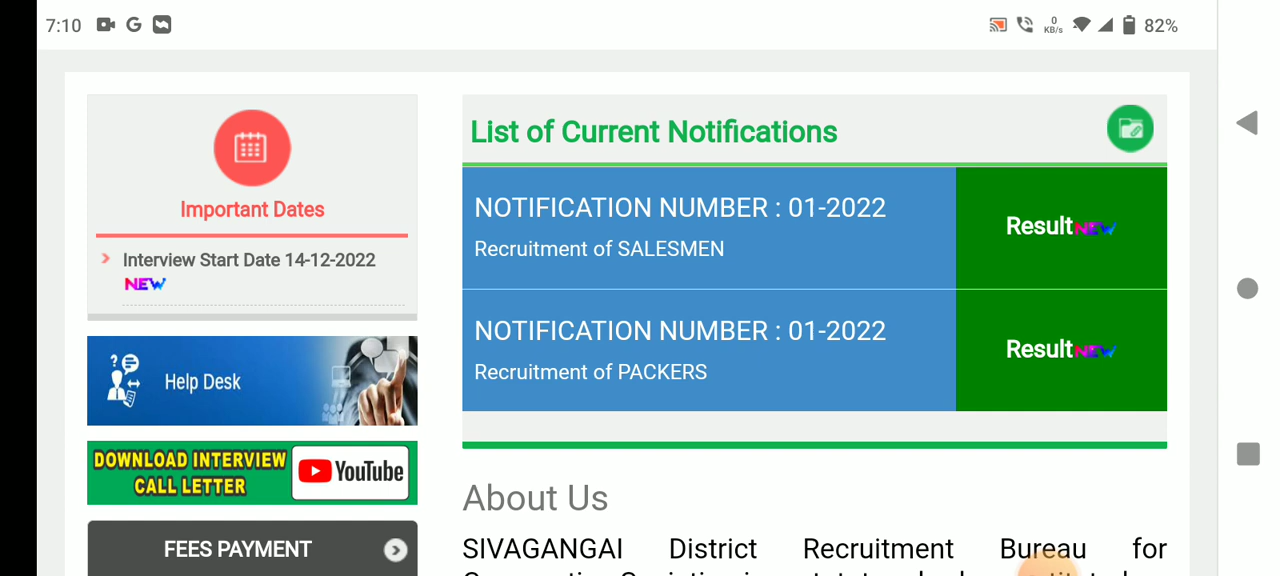 7:10
0
KB/s
82%
Important Dates
Interview Start Date 14-12-2022
NEW
Help Desk
DOWNLOAD INTERVIEW
CALL LETTER
YouTube
FEES PAYMENT
List of Current Notifications
NOTIFICATION NUMBER : 01-2022
Recruitment of SALESMEN
Result NEW
NOTIFICATION NUMBER : 01-2022
Recruitment of PACKERS
Result NEW
About Us
SIVAGANGAI District Recruitment Bureau for